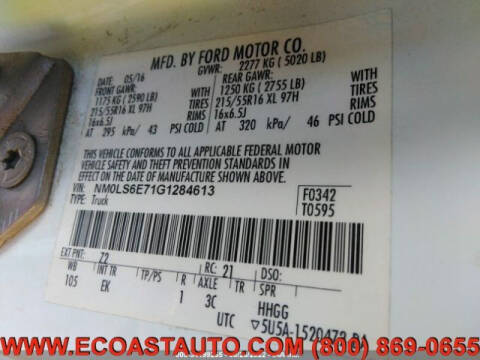 MFD. BY FORD MOTOR CO.
DATE: 05/16 GVWR: 2277 KG ( 5020 LB)
FRONT GAWR: REAR GAWR:
1175 KG ( 2590 LB) WITH 1250 KG ( 2755 LB) WITH
215/55R16 XL 97H TIRES 215/55R16 XL 97H TIRES
16x6.5J RIMS 16x6.5J RIMS
AT 295 kPa/ 43 PSI COLD AT 320 kPa/ 46 PSI COLD
THIS VEHICLE CONFORMS TO ALL APPLICABLE FEDERAL MOTOR
VEHICLE SAFETY AND THEFT PREVENTION STANDARDS IN
EFFECT ON THE DATE OF MANUFACTURE SHOWN ABOVE.
VIN: NM0LS6E71G1284613
TYPE: Truck
F0342
T0595
EXT PNT: Z2 RC: 21 DSO:
WB INT TR TP/PS R AXLE TR SPR
105 EK 1 3C HHGG
UTC
WWW.ECOASTAUTO.COM (800) 869-0655